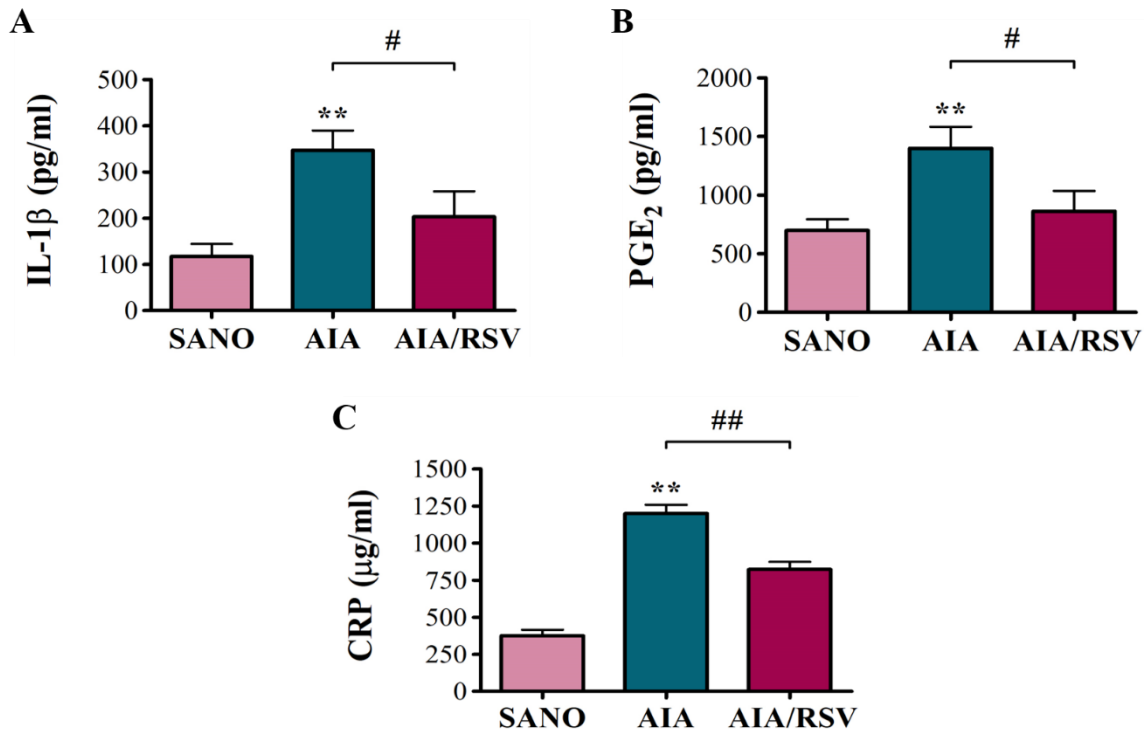 A
#
IL-1β (pg/ml)
500
400
300
200
100
0
**
SANO AIA AIA/RSV
B
#
PGE2 (pg/ml)
2000
1500
1000
500
0
**
SANO AIA AIA/RSV
C
##
CRP (μg/ml)
1500
1250
1000
750
500
250
0
**
SANO AIA AIA/RSV